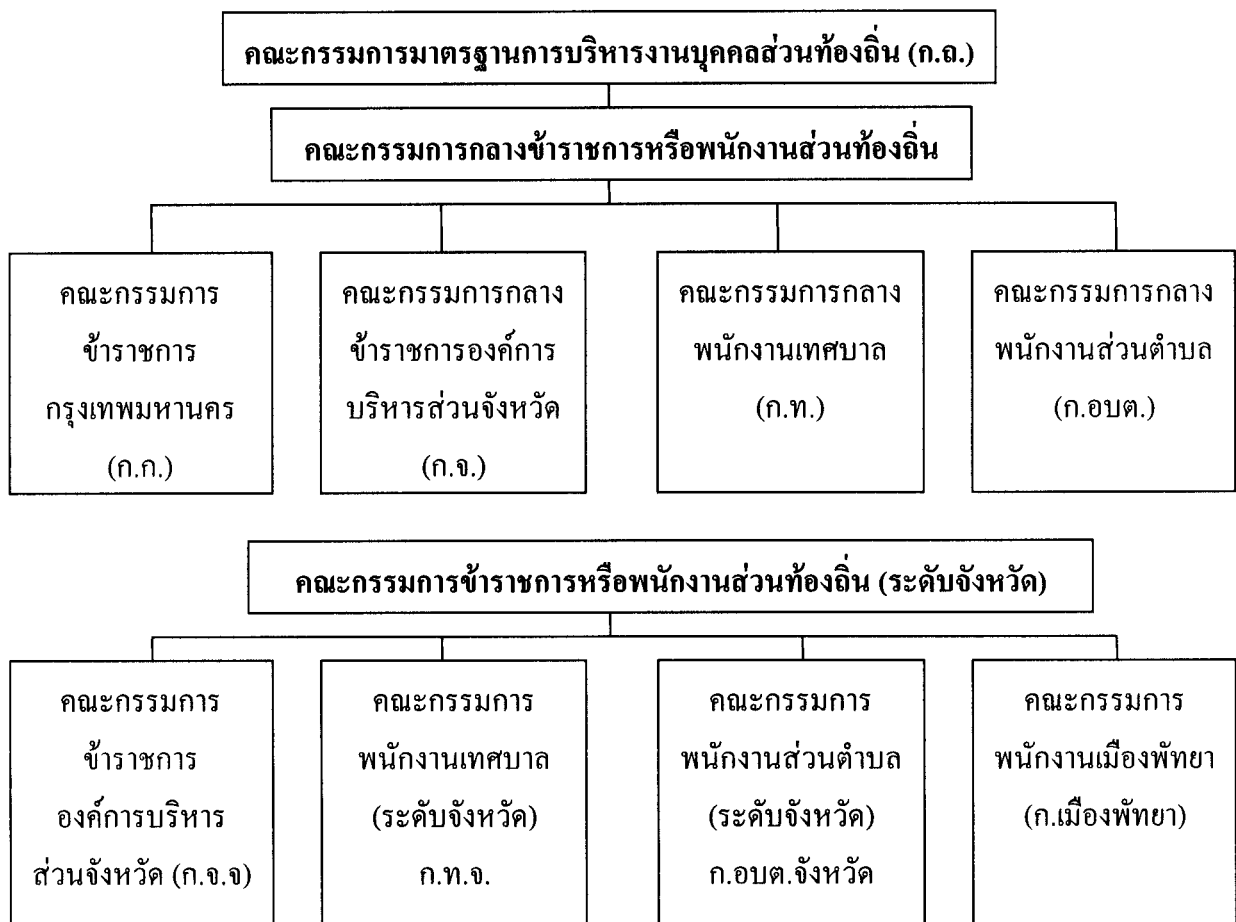 คณะกรรมการมาตรฐานการบริหารงานบุคคลส่วนท้องถิ่น (ก.ถ.)
คณะกรรมการกลางข้าราชการหรือพนักงานส่วนท้องถิ่น
คณะกรรมการ
ข้าราชการ
กรุงเทพมหานคร
(ก.ก.)
คณะกรรมการกลาง
ข้าราชการองค์การ
บริหารส่วนจังหวัด
(ก.จ.)
คณะกรรมการกลาง
พนักงานเทศบาล
(ก.ท.)
คณะกรรมการกลาง
พนักงานส่วนตำบล
(ก.อบต.)
คณะกรรมการข้าราชการหรือพนักงานส่วนท้องถิ่น (ระดับจังหวัด)
คณะกรรมการ
ข้าราชการ
องค์การบริหาร
ส่วนจังหวัด (ก.จ.จ)
คณะกรรมการ
พนักงานเทศบาล
(ระดับจังหวัด)
ก.ท.จ.
คณะกรรมการ
พนักงานส่วนตำบล
(ระดับจังหวัด)
ก.อบต.จังหวัด
คณะกรรมการ
พนักงานเมืองพัทยา
(ก.เมืองพัทยา)